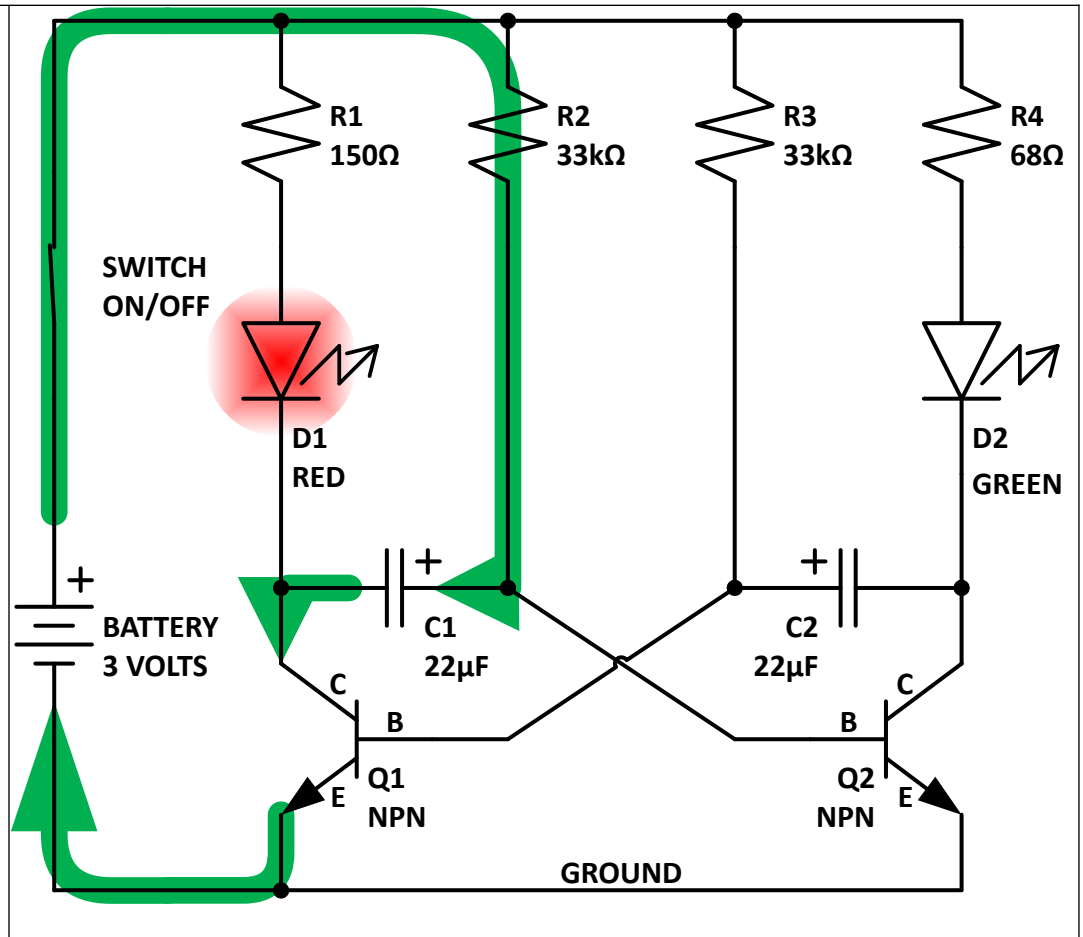 R1
150Ω
R2
33kΩ
R3
33kΩ
R4
68Ω
SWITCH
ON/OFF
D1
RED
D2
GREEN
+
BATTERY
3 VOLTS
+
C1
22µF
+
C2
22µF
C
B
E
Q1
NPN
C
B
E
Q2
NPN
GROUND